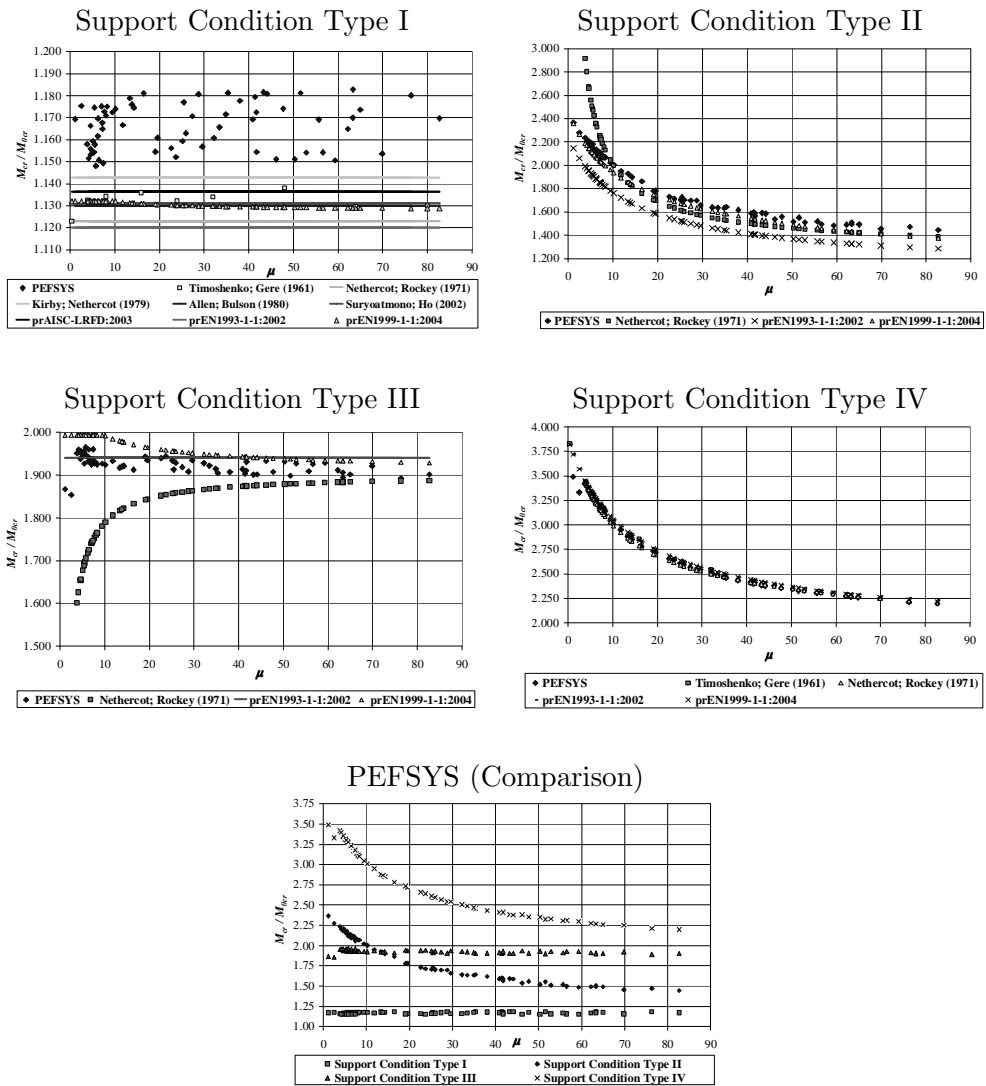 Support Condition Type I
1.200
1.190
1.180
1.170
1.160
1.150
1.140
1.130
1.120
1.110
M_cr / M_0cr
0 10 20 30 40 50 60 70 80 90
μ
PEFSYS Timoshenko; Gere (1961) Nethercot; Rockey (1971)
Kirby; Nethercot (1979) Allen; Bulson (1980) Suryoatmono; Ho (2002)
prAISC-LRFD:2003 prEN1993-1-1:2002 prEN1999-1-1:2004
Support Condition Type II
3.000
2.800
2.600
2.400
2.200
2.000
1.800
1.600
1.400
1.200
M_cr / M_0cr
0 10 20 30 40 50 60 70 80 90
μ
PEFSYS Nethercot; Rockey (1971) prEN1993-1-1:2002 prEN1999-1-1:2004
Support Condition Type III
2.000
1.900
1.800
1.700
1.600
1.500
M_cr / M_0cr
0 10 20 30 40 50 60 70 80 90
μ
PEFSYS Nethercot; Rockey (1971) prEN1993-1-1:2002 prEN1999-1-1:2004
Support Condition Type IV
4.000
3.750
3.500
3.250
3.000
2.750
2.500
2.250
2.000
M_cr / M_0cr
0 10 20 30 40 50 60 70 80 90
μ
PEFSYS Timoshenko; Gere (1961) Nethercot; Rockey (1971)
prEN1993-1-1:2002 prEN1999-1-1:2004
PEFSYS (Comparison)
3.75
3.50
3.25
3.00
2.75
2.50
2.25
2.00
1.75
1.50
1.25
1.00
M_cr / M_0cr
0 10 20 30 40 50 60 70 80 90
μ
Support Condition Type I Support Condition Type II
Support Condition Type III Support Condition Type IV